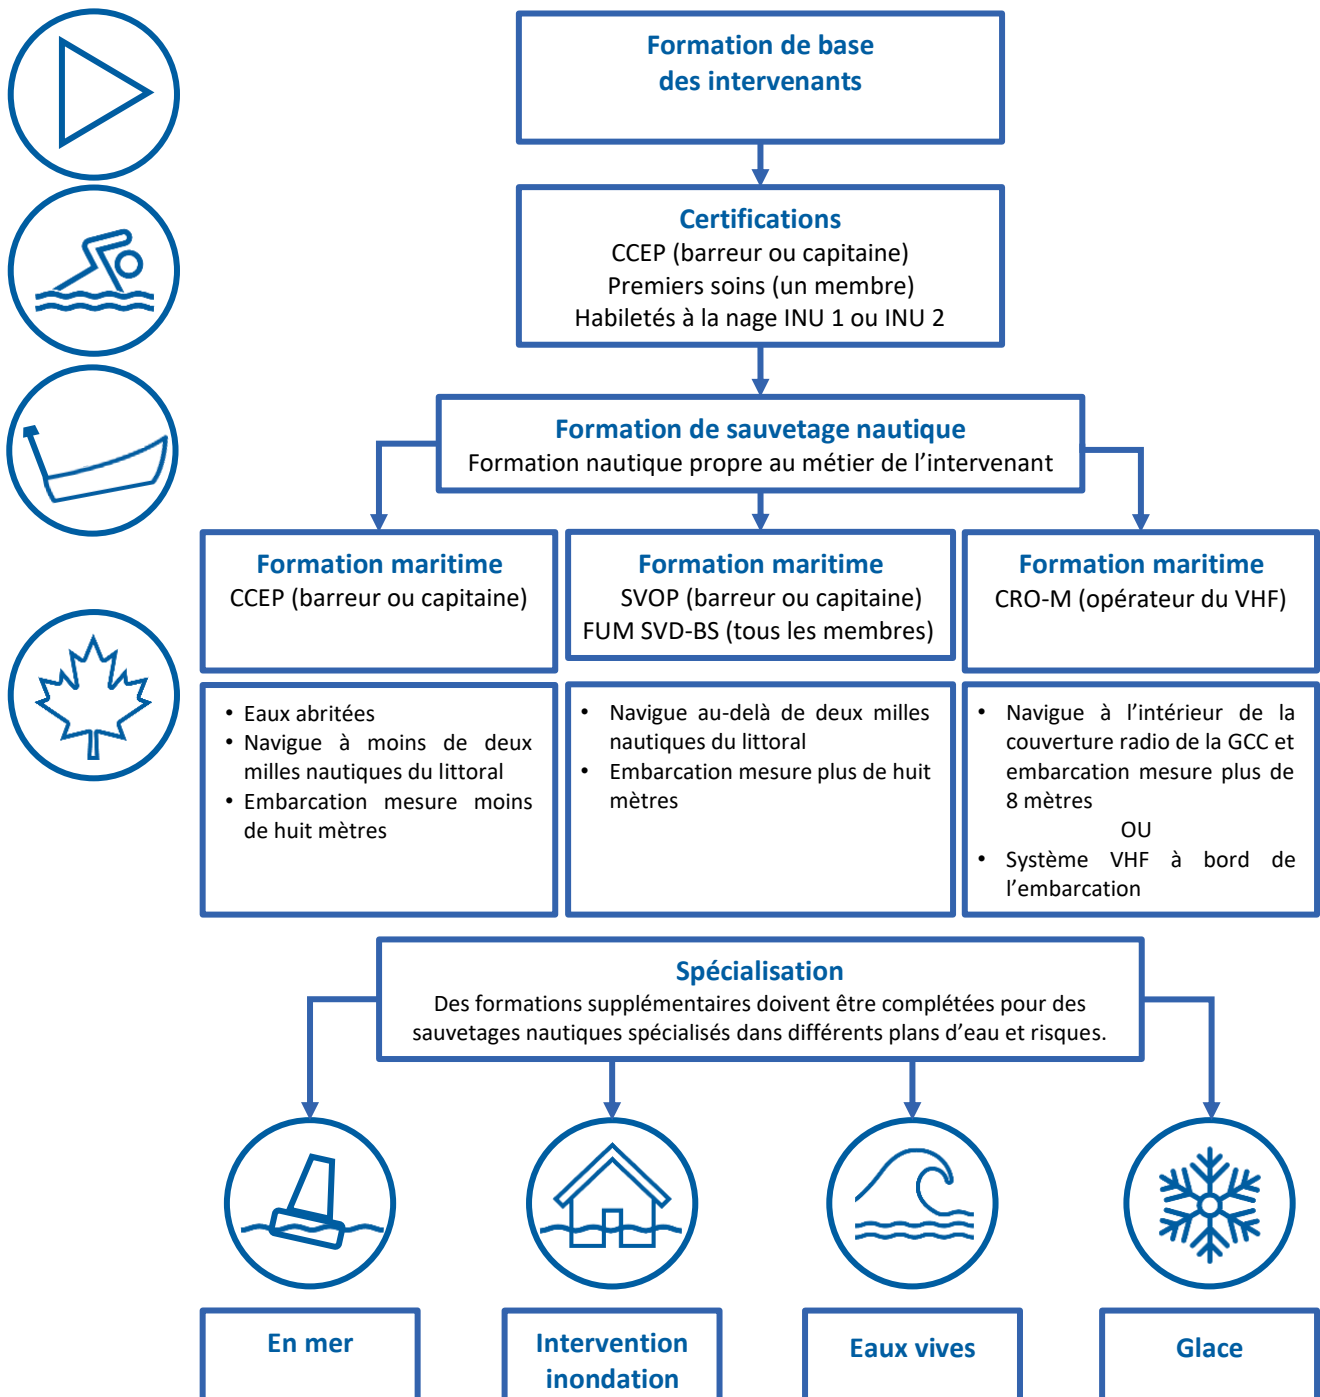 Formation de base
des intervenants
Certifications
CCEP (barreur ou capitaine)
Premiers soins (un membre)
Habiletés à la nage INU 1 ou INU 2
Formation de sauvetage nautique
Formation nautique propre au métier de l’intervenant
Formation maritime
CCEP (barreur ou capitaine)
Formation maritime
SVOP (barreur ou capitaine)
FUM SVD-BS (tous les membres)
Formation maritime
CRO-M (opérateur du VHF)
• Eaux abritées
• Navigue à moins de deux
milles nautiques du littoral
• Embarcation mesure moins
de huit mètres
• Navigue au-delà de deux milles
nautiques du littoral
• Embarcation mesure plus de huit
mètres
• Navigue à l’intérieur de la
couverture radio de la GCC et
embarcation mesure plus de
8 mètres
OU
• Système VHF à bord de
l’embarcation
Spécialisation
Des formations supplémentaires doivent être complétées pour des
sauvetages nautiques spécialisés dans différents plans d’eau et risques.
En mer
Intervention
inondation
Eaux vives
Glace